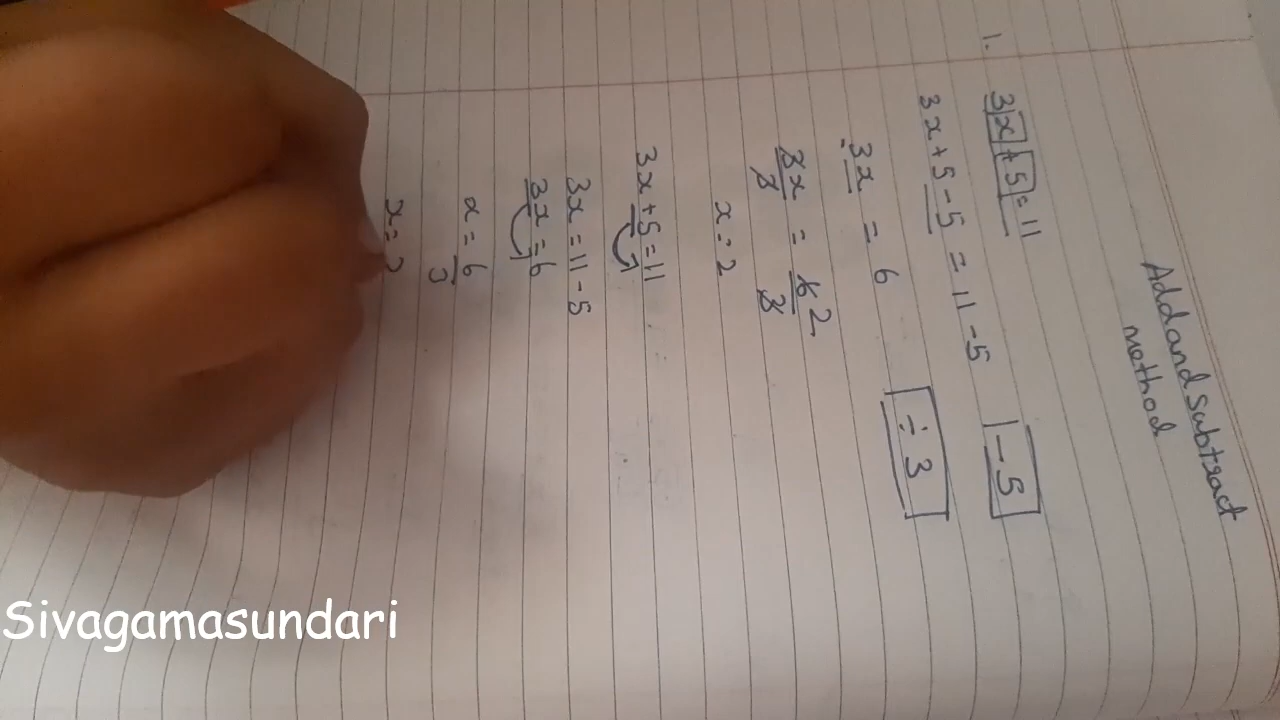 Add and Subtract
method
1. 3x + 5 = 11
-5
3x + 5 - 5 = 11 - 5
3x = 6
÷ 3
3x/3 = 6/3 2
x = 2
3x + 5 = 11
3x = 11 - 5
3x = 6
x = 6/3
x = 2
Sivagamasundari